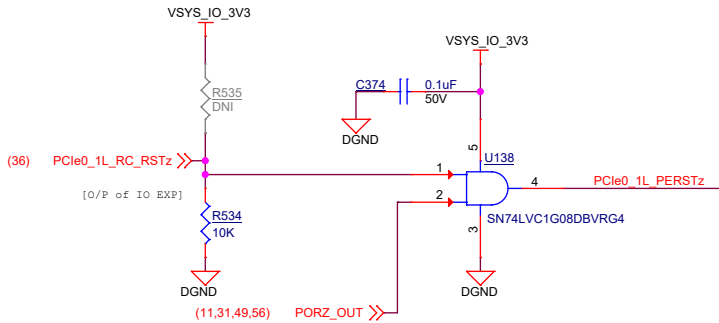 VSYS_IO_3V3
VSYS_IO_3V3
R535
DNI
C374
0.1uF
50V
DGND
5
U138
(36) PCIe0_1L_RC_RSTz
1
4
PCIe0_1L_PERSTz
[O/P of IO EXP]
2
R534
10K
SN74LVC1G08DBVRG4
3
DGND
DGND
(11,31,49,56) PORZ_OUT